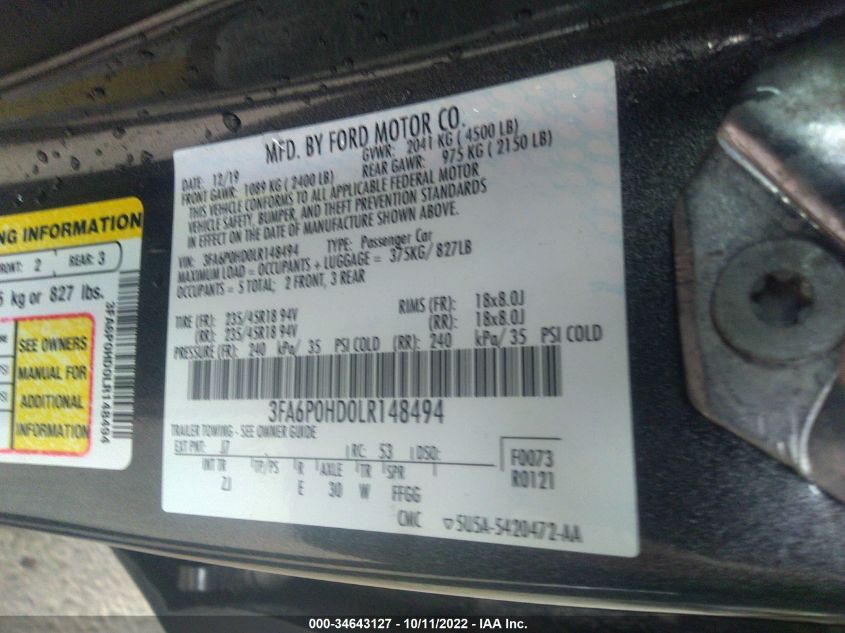 MFD. BY FORD MOTOR CO.
DATE: 12/19
GVWR: 2041 KG ( 4500 LB)
FRONT GAWR: 1089 KG ( 2400 LB)
REAR GAWR: 975 KG ( 2150 LB)
THIS VEHICLE CONFORMS TO ALL APPLICABLE FEDERAL MOTOR
VEHICLE SAFETY, BUMPER, AND THEFT PREVENTION STANDARDS
IN EFFECT ON THE DATE OF MANUFACTURE SHOWN ABOVE.
VIN: 3FA6P0HD0LR148494 TYPE: Passenger Car
MAXIMUM LOAD = OCCUPANTS + LUGGAGE = 375KG/ 827LB
OCCUPANTS = 5 TOTAL; 2 FRONT, 3 REAR
TIRE (FR): 235/45R18 94V RIMS (FR): 18x8.0J
(RR): 235/45R18 94V (RR): 18x8.0J
PRESSURE (FR): 240 kPa/ 35 PSI COLD (RR): 240 kPa/ 35 PSI COLD
3FA6P0HD0LR148494
TRAILER TOWING - SEE OWNER GUIDE
EXT PNT: J7 RC: 53 DSO:
F0073
R0121
INT TR TP/PS R AXLE TR SPR
ZJ E 30 W FFGG
CMC 5U5A-5420472-AA
NG INFORMATION
FRONT: 2 REAR: 3
5 kg or 827 lbs.
SEE OWNERS
MANUAL FOR
ADDITIONAL
INFORMATION
3FA6P0HD0LR148494
000-34643127 - 10/11/2022 - IAA Inc.